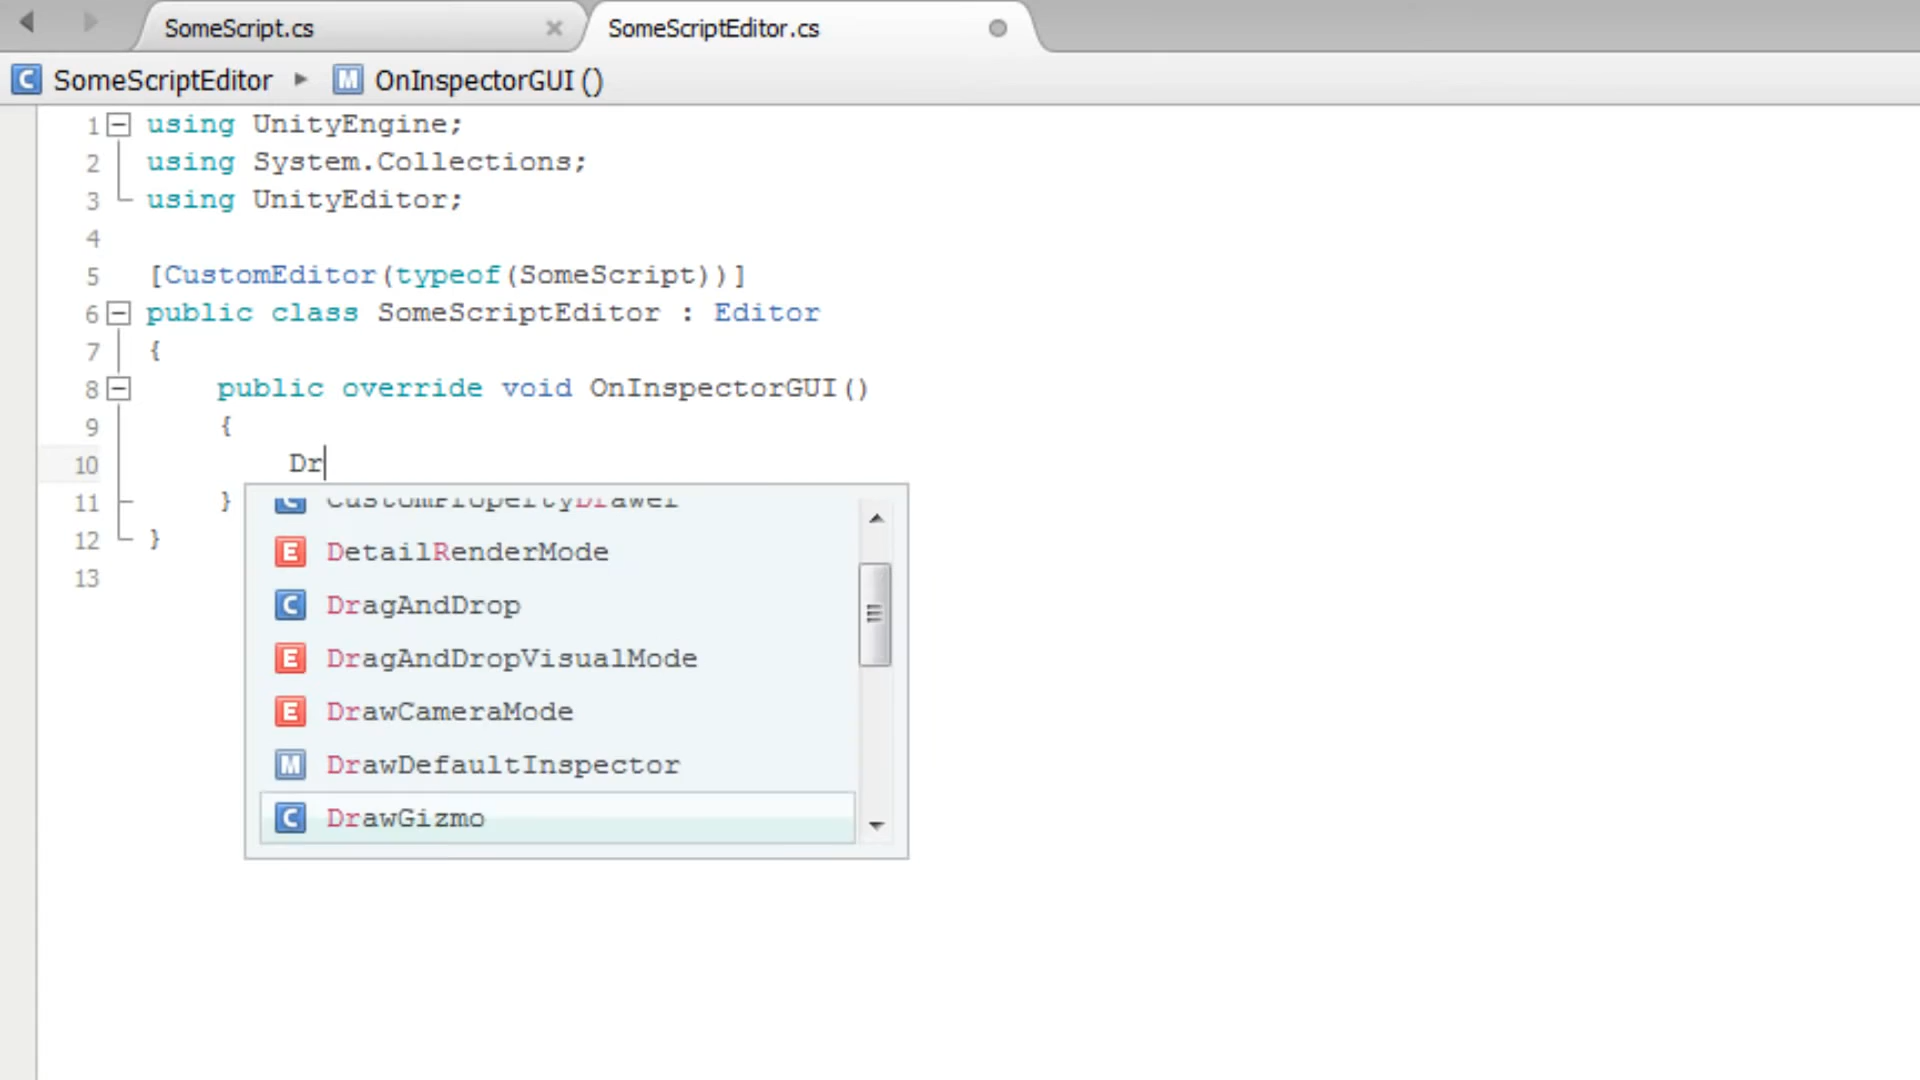 SomeScript.cs
SomeScriptEditor.cs
SomeScriptEditor
OnInspectorGUI ()
1 using UnityEngine;
2 using System.Collections;
3 using UnityEditor;
4
5 [CustomEditor(typeof(SomeScript))]
6 public class SomeScriptEditor : Editor
7 {
8 public override void OnInspectorGUI()
9 {
10 Dr
11 }
12 }
13
C CustomPropertyDrawer
E DetailRenderMode
C DragAndDrop
E DragAndDropVisualMode
E DrawCameraMode
M DrawDefaultInspector
C DrawGizmo